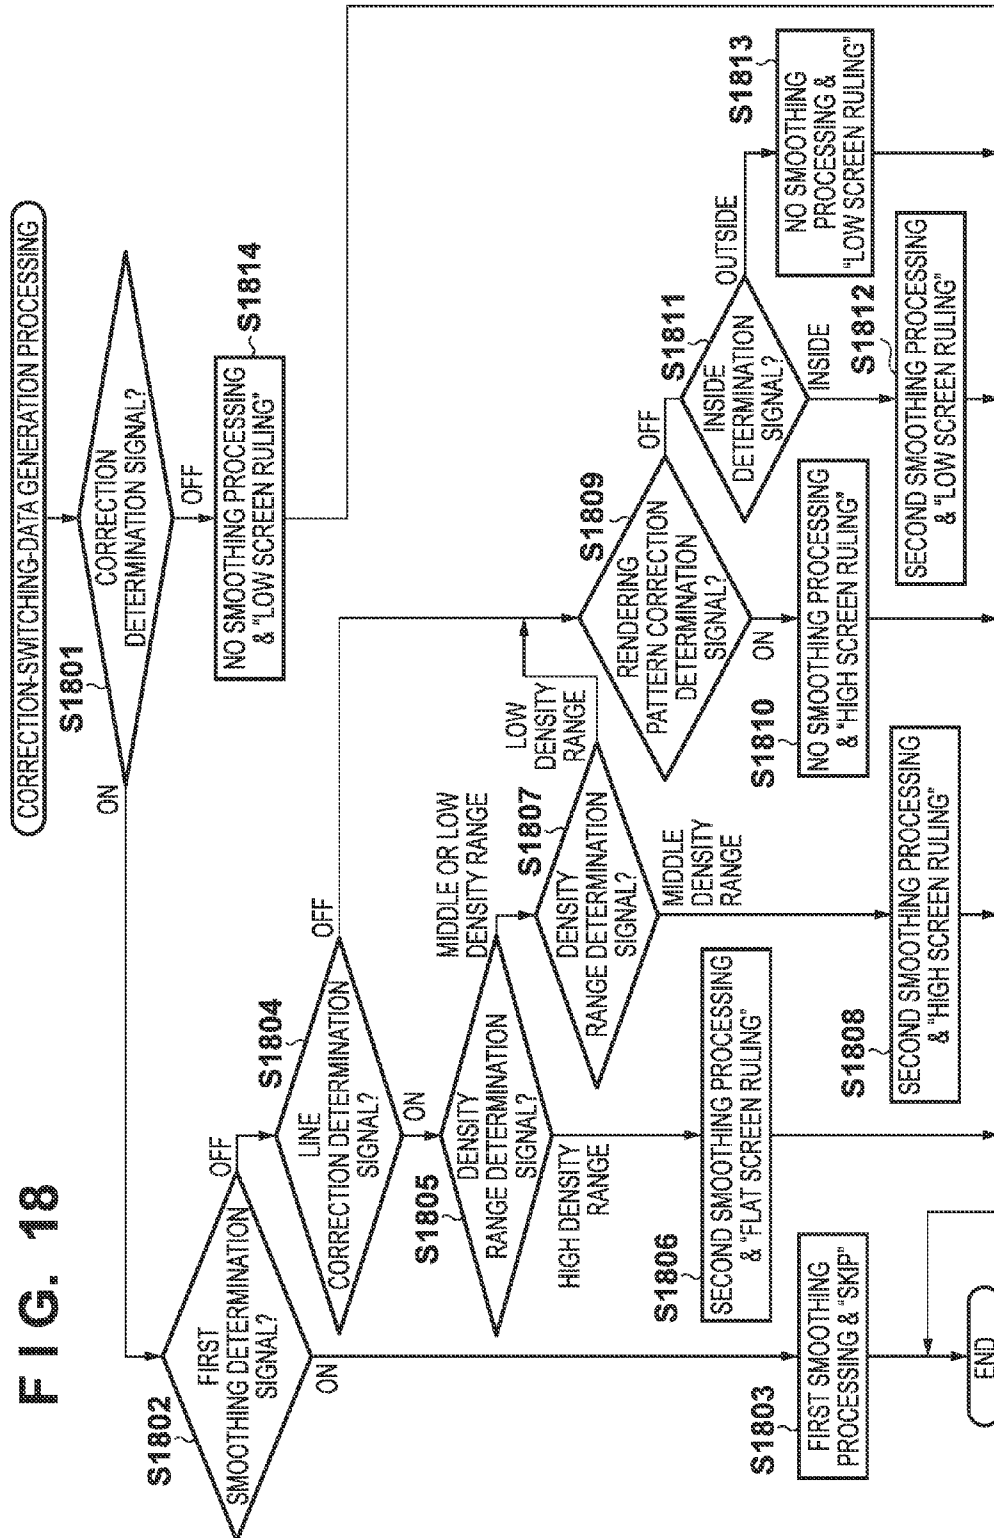 FIG. 18
CORRECTION-SWITCHING-DATA GENERATION PROCESSING
S1801
CORRECTION
DETERMINATION SIGNAL?
ON
OFF
S1814
NO SMOOTHING PROCESSING
& "LOW SCREEN RULING"
S1802
FIRST
SMOOTHING DETERMINATION
SIGNAL?
OFF
ON
S1804
LINE
CORRECTION DETERMINATION
SIGNAL?
OFF
ON
S1805
DENSITY
RANGE DETERMINATION
SIGNAL?
MIDDLE OR LOW
DENSITY RANGE
HIGH DENSITY
RANGE
S1807
DENSITY
RANGE DETERMINATION
SIGNAL?
LOW
DENSITY
RANGE
MIDDLE
DENSITY
RANGE
S1809
RENDERING
PATTERN CORRECTION
DETERMINATION
SIGNAL?
OFF
ON
S1811
INSIDE
DETERMINATION
SIGNAL?
OUTSIDE
INSIDE
S1803
FIRST SMOOTHING
PROCESSING & "SKIP"
S1806
SECOND SMOOTHING PROCESSING
& "FLAT SCREEN RULING"
S1808
SECOND SMOOTHING PROCESSING
& "HIGH SCREEN RULING"
S1810
NO SMOOTHING PROCESSING
& "HIGH SCREEN RULING"
S1812
SECOND SMOOTHING PROCESSING
& "LOW SCREEN RULING"
S1813
NO SMOOTHING
PROCESSING &
"LOW SCREEN RULING"
END